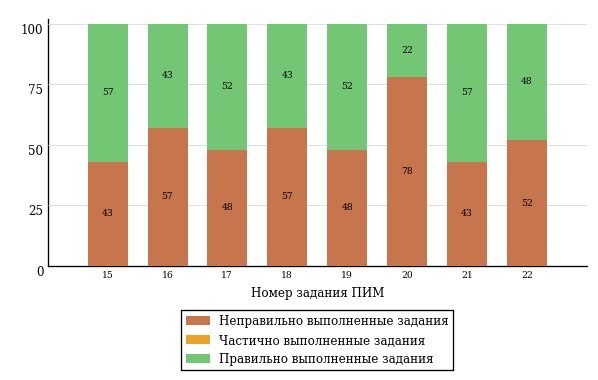 100
75
50
25
0
57 43 52 43 52 22 57 48
43 57 48 57 48 78 43 52
15 16 17 18 19 20 21 22
Номер задания ПИМ
Неправильно выполненные задания
Частично выполненные задания
Правильно выполненные задания